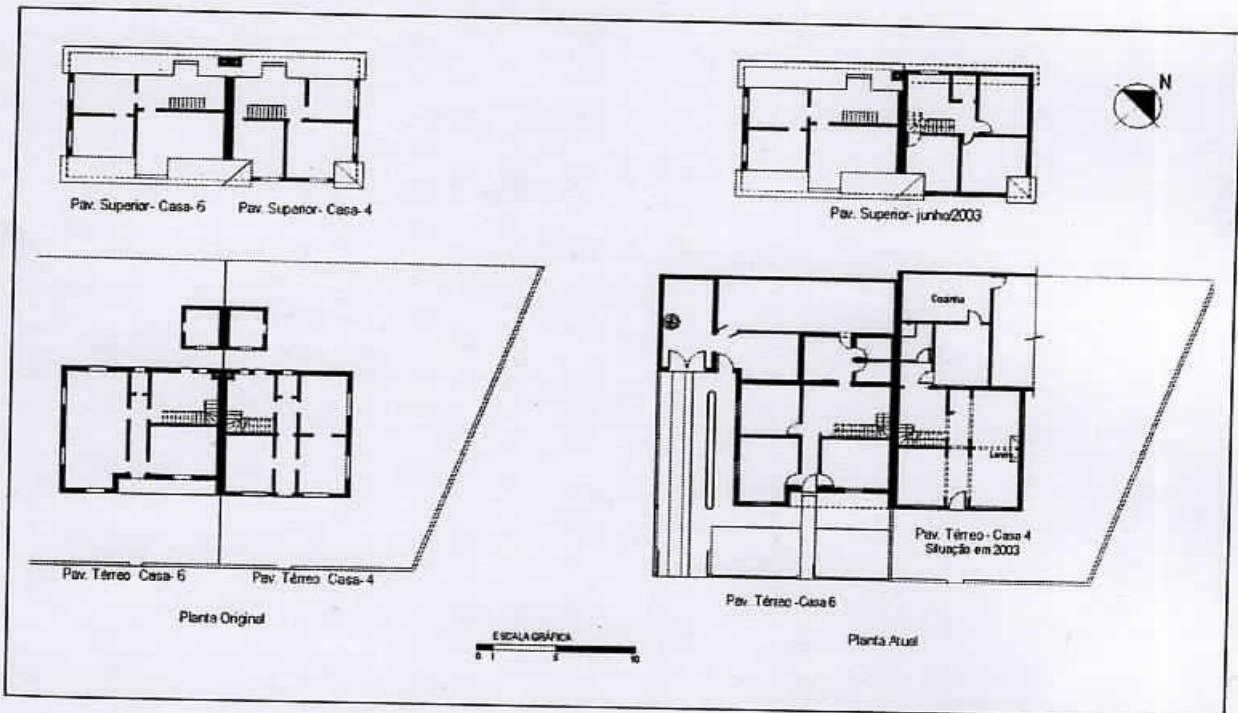 N
Pav. Superior- Casa- 6
Pav. Superior- Casa- 4
Pav. Superior- junho/2003
Cozinha
Lareira
Pav. Térreo Casa- 6
Pav. Térreo Casa- 4
Pav. Térreo - Casa 4
Situação em 2003
Pav. Térreo - Casa 6
Planta Original
Planta Atual
ESCALA GRÁFICA
0 1 5 10